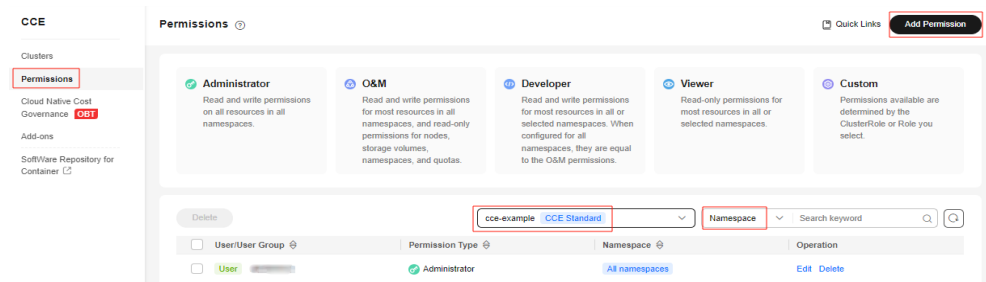 CCE
Permissions
Quick Links
Add Permission
Clusters
Permissions
Cloud Native Cost
Governance OBT
Add-ons
SoftWare Repository for
Container
Administrator
Read and write permissions
on all resources in all
namespaces.
O&M
Read and write permissions
for most resources in all
namespaces, and read-only
permissions for nodes,
storage volumes,
namespaces, and quotas.
Developer
Read and write permissions
for most resources in all or
selected namespaces. When
configured for all
namespaces, they are equal
to the O&M permissions.
Viewer
Read-only permissions for
most resources in all or
selected namespaces.
Custom
Permissions available are
determined by the
ClusterRole or Role you
select.
Delete
cce-example CCE Standard
Namespace
Search keyword
User/User Group Permission Type Namespace Operation
User Administrator All namespaces Edit Delete